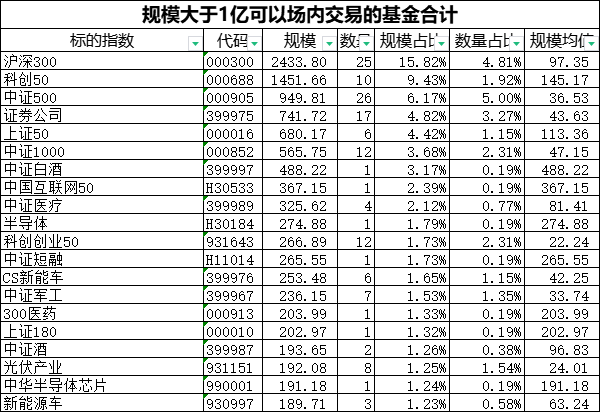 规模大于1亿可以场内交易的基金合计
标的指数 代码 规模 数量 规模占比 数量占比 规模均值
沪深300 000300 2433.80 25 15.82% 4.81% 97.35
科创50 000688 1451.66 10 9.43% 1.92% 145.17
中证500 000905 949.81 26 6.17% 5.00% 36.53
证券公司 399975 741.72 17 4.82% 3.27% 43.63
上证50 000016 680.17 6 4.42% 1.15% 113.36
中证1000 000852 565.75 12 3.68% 2.31% 47.15
中证白酒 399997 488.22 1 3.17% 0.19% 488.22
中国互联网50 H30533 367.15 1 2.39% 0.19% 367.15
中证医疗 399989 325.62 4 2.12% 0.77% 81.41
半导体 H30184 274.88 1 1.79% 0.19% 274.88
科创创业50 931643 266.89 12 1.73% 2.31% 22.24
中证短融 H11014 265.55 1 1.73% 0.19% 265.55
CS新能车 399976 253.48 6 1.65% 1.15% 42.25
中证军工 399967 236.15 7 1.53% 1.35% 33.74
300医药 000913 203.99 1 1.33% 0.19% 203.99
上证180 000010 202.97 1 1.32% 0.19% 202.97
中证酒 399987 193.65 2 1.26% 0.38% 96.83
光伏产业 931151 192.08 8 1.25% 1.54% 24.01
中华半导体芯片 990001 191.18 1 1.24% 0.19% 191.18
新能源车 930997 189.71 3 1.23% 0.58% 63.24